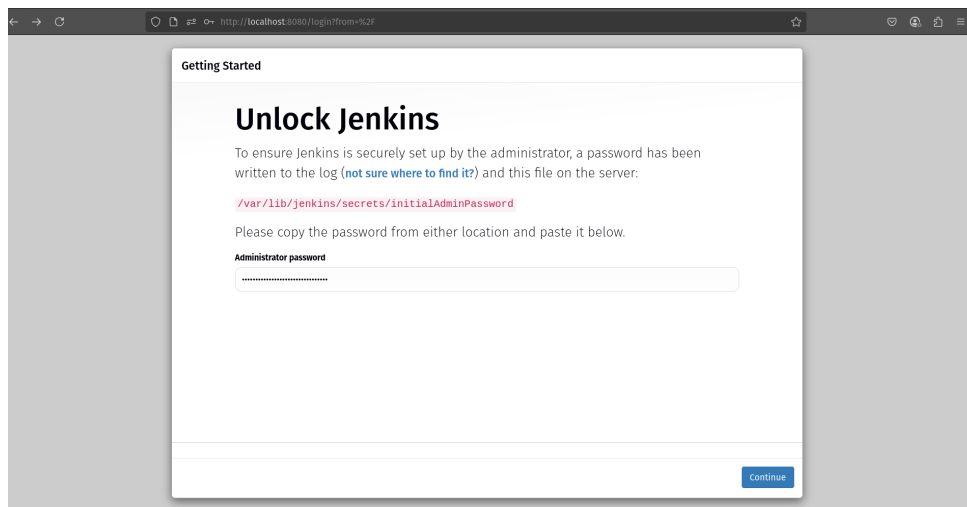 http://localhost:8080/login?from=%2F
Getting Started
Unlock Jenkins
To ensure Jenkins is securely set up by the administrator, a password has been
written to the log (not sure where to find it?) and this file on the server:
/var/lib/jenkins/secrets/initialAdminPassword
Please copy the password from either location and paste it below.
Administrator password
Continue